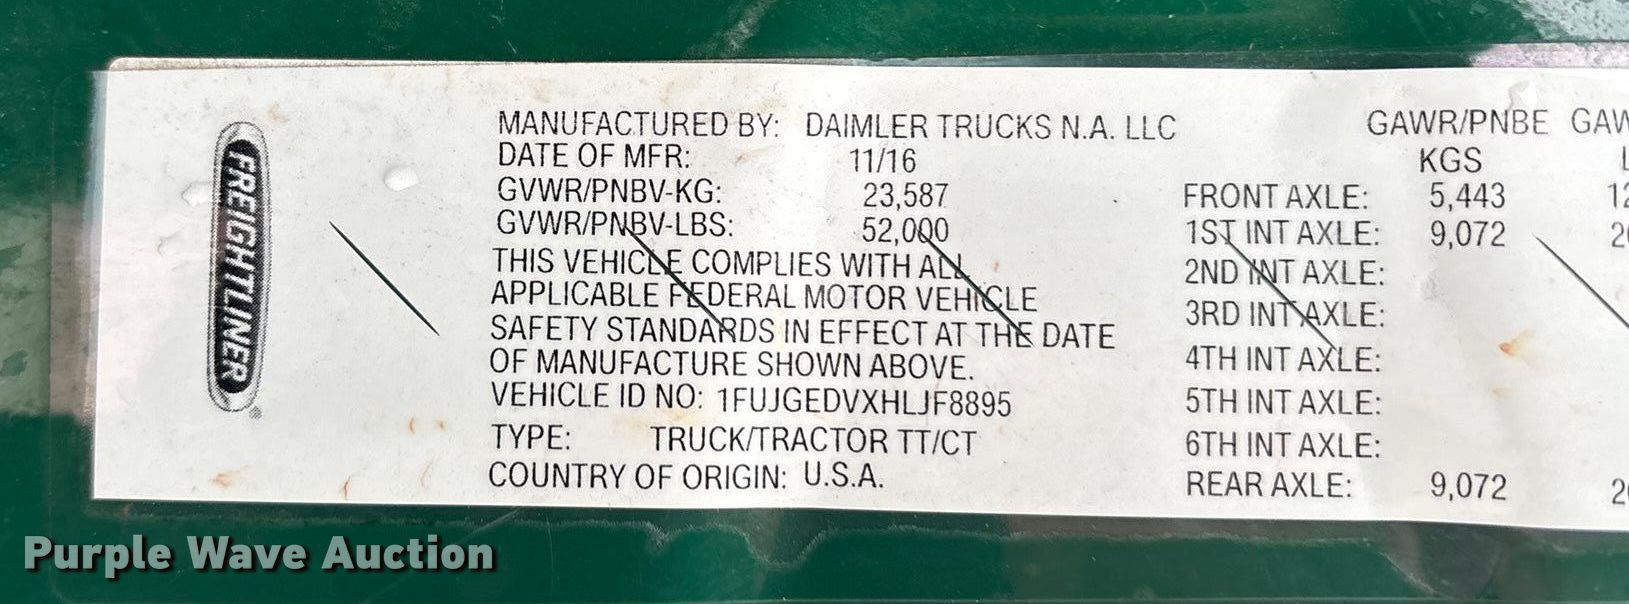 FREIGHTLINER
®
MANUFACTURED BY: DAIMLER TRUCKS N.A. LLC
DATE OF MFR: 11/16
GVWR/PNBV-KG: 23,587
GVWR/PNBV-LBS: 52,000
THIS VEHICLE COMPLIES WITH ALL
APPLICABLE FEDERAL MOTOR VEHICLE
SAFETY STANDARDS IN EFFECT AT THE DATE
OF MANUFACTURE SHOWN ABOVE.
VEHICLE ID NO: 1FUJGEDVXHLJF8895
TYPE: TRUCK/TRACTOR TT/CT
COUNTRY OF ORIGIN: U.S.A.
GAWR/PNBE
KGS
FRONT AXLE: 5,443
1ST INT AXLE: 9,072
2ND INT AXLE:
3RD INT AXLE:
4TH INT AXLE:
5TH INT AXLE:
6TH INT AXLE:
REAR AXLE: 9,072
Purple Wave Auction